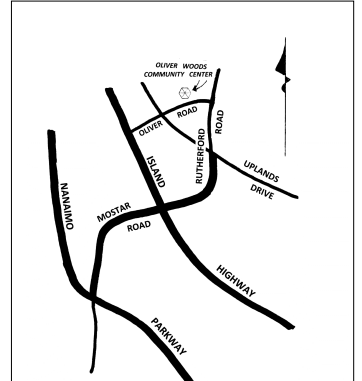 OLIVER WOODS
COMMUNITY CENTER
OLIVER ROAD
RUTHERFORD ROAD
UPLANDS
DRIVE
ISLAND
HIGHWAY
MOSTAR
ROAD
NANAIMO
PARKWAY